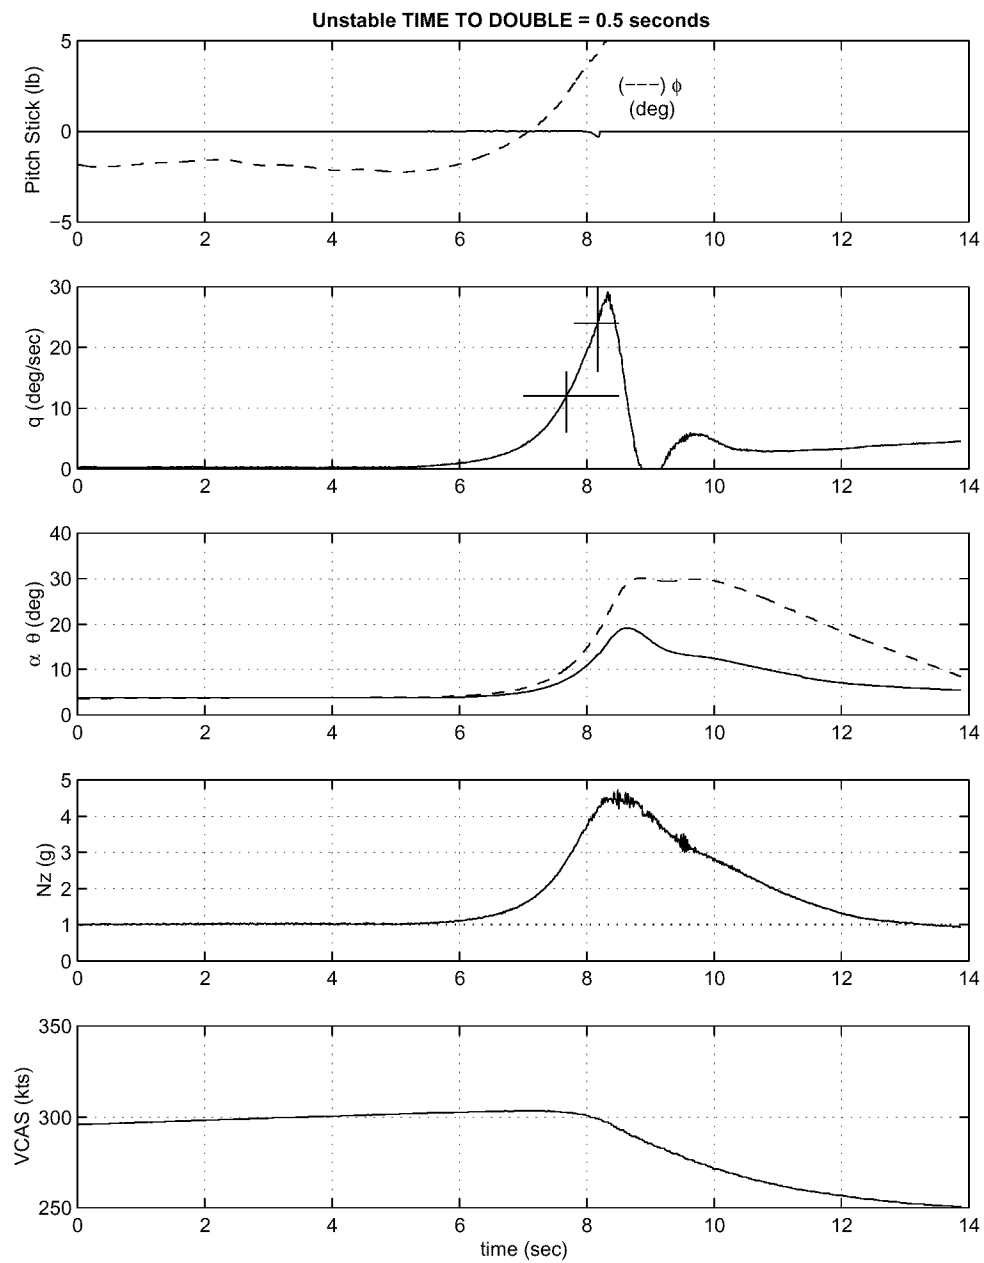 Unstable TIME TO DOUBLE = 0.5 seconds
Pitch Stick (lb)
5
0
−5
(−−−) ϕ
(deg)
0 2 4 6 8 10 12 14
q (deg/sec)
30
20
10
0
0 2 4 6 8 10 12 14
α θ (deg)
40
30
20
10
0
0 2 4 6 8 10 12 14
Nz (g)
5
4
3
2
1
0
0 2 4 6 8 10 12 14
VCAS (kts)
350
300
250
0 2 4 6 8 10 12 14
time (sec)